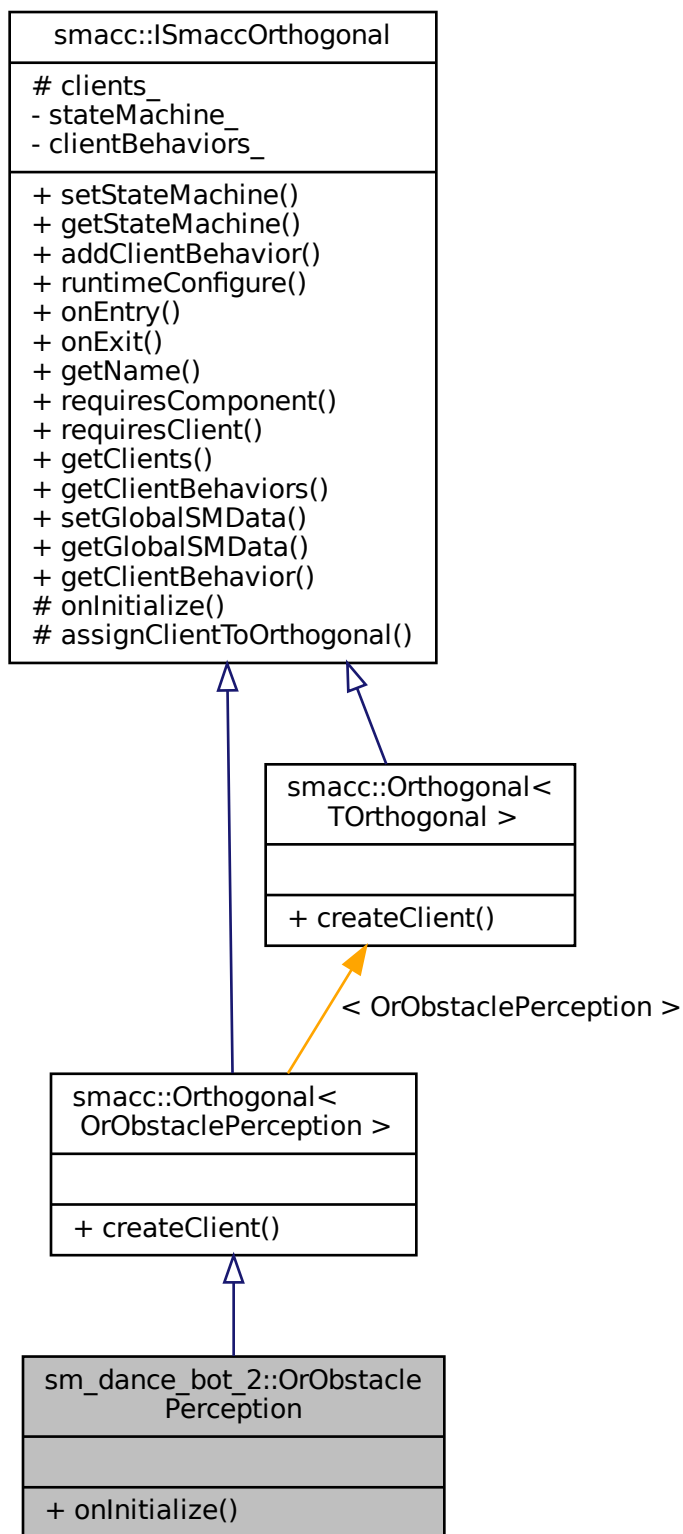 smacc::ISmaccOrthogonal
# clients_
- stateMachine_
- clientBehaviors_
+ setStateMachine()
+ getStateMachine()
+ addClientBehavior()
+ runtimeConfigure()
+ onEntry()
+ onExit()
+ getName()
+ requiresComponent()
+ requiresClient()
+ getClients()
+ getClientBehaviors()
+ setGlobalSMData()
+ getGlobalSMData()
+ getClientBehavior()
# onInitialize()
# assignClientToOrthogonal()
smacc::Orthogonal<
TOrthogonal >
+ createClient()
< OrObstaclePerception >
smacc::Orthogonal<
OrObstaclePerception >
+ createClient()
sm_dance_bot_2::OrObstacle
Perception
+ onInitialize()